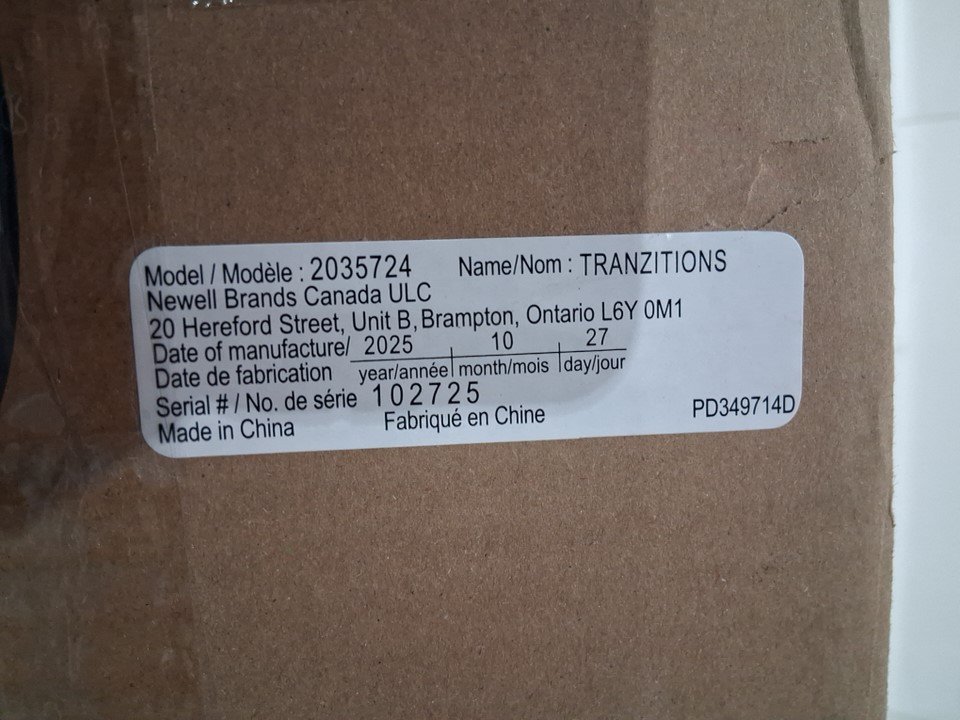 Model / Modèle : 2035724 Name/Nom : TRANZITIONS
Newell Brands Canada ULC
20 Hereford Street, Unit B, Brampton, Ontario L6Y 0M1
Date of manufacture/ 2025 10 27
Date de fabrication year/année month/mois day/jour
Serial # / No. de série 102725
Made in China Fabriqué en Chine PD349714D